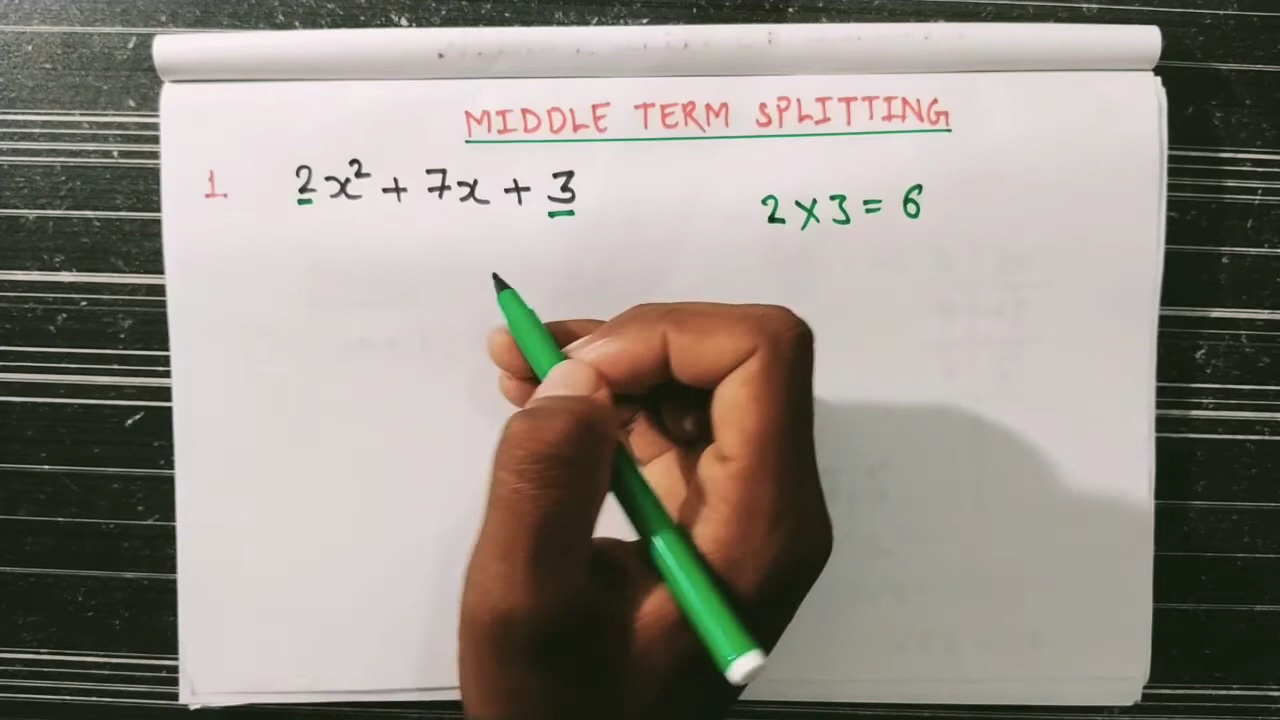 MIDDLE TERM SPLITTING
1. 2x² + 7x + 3
2 × 3 = 6